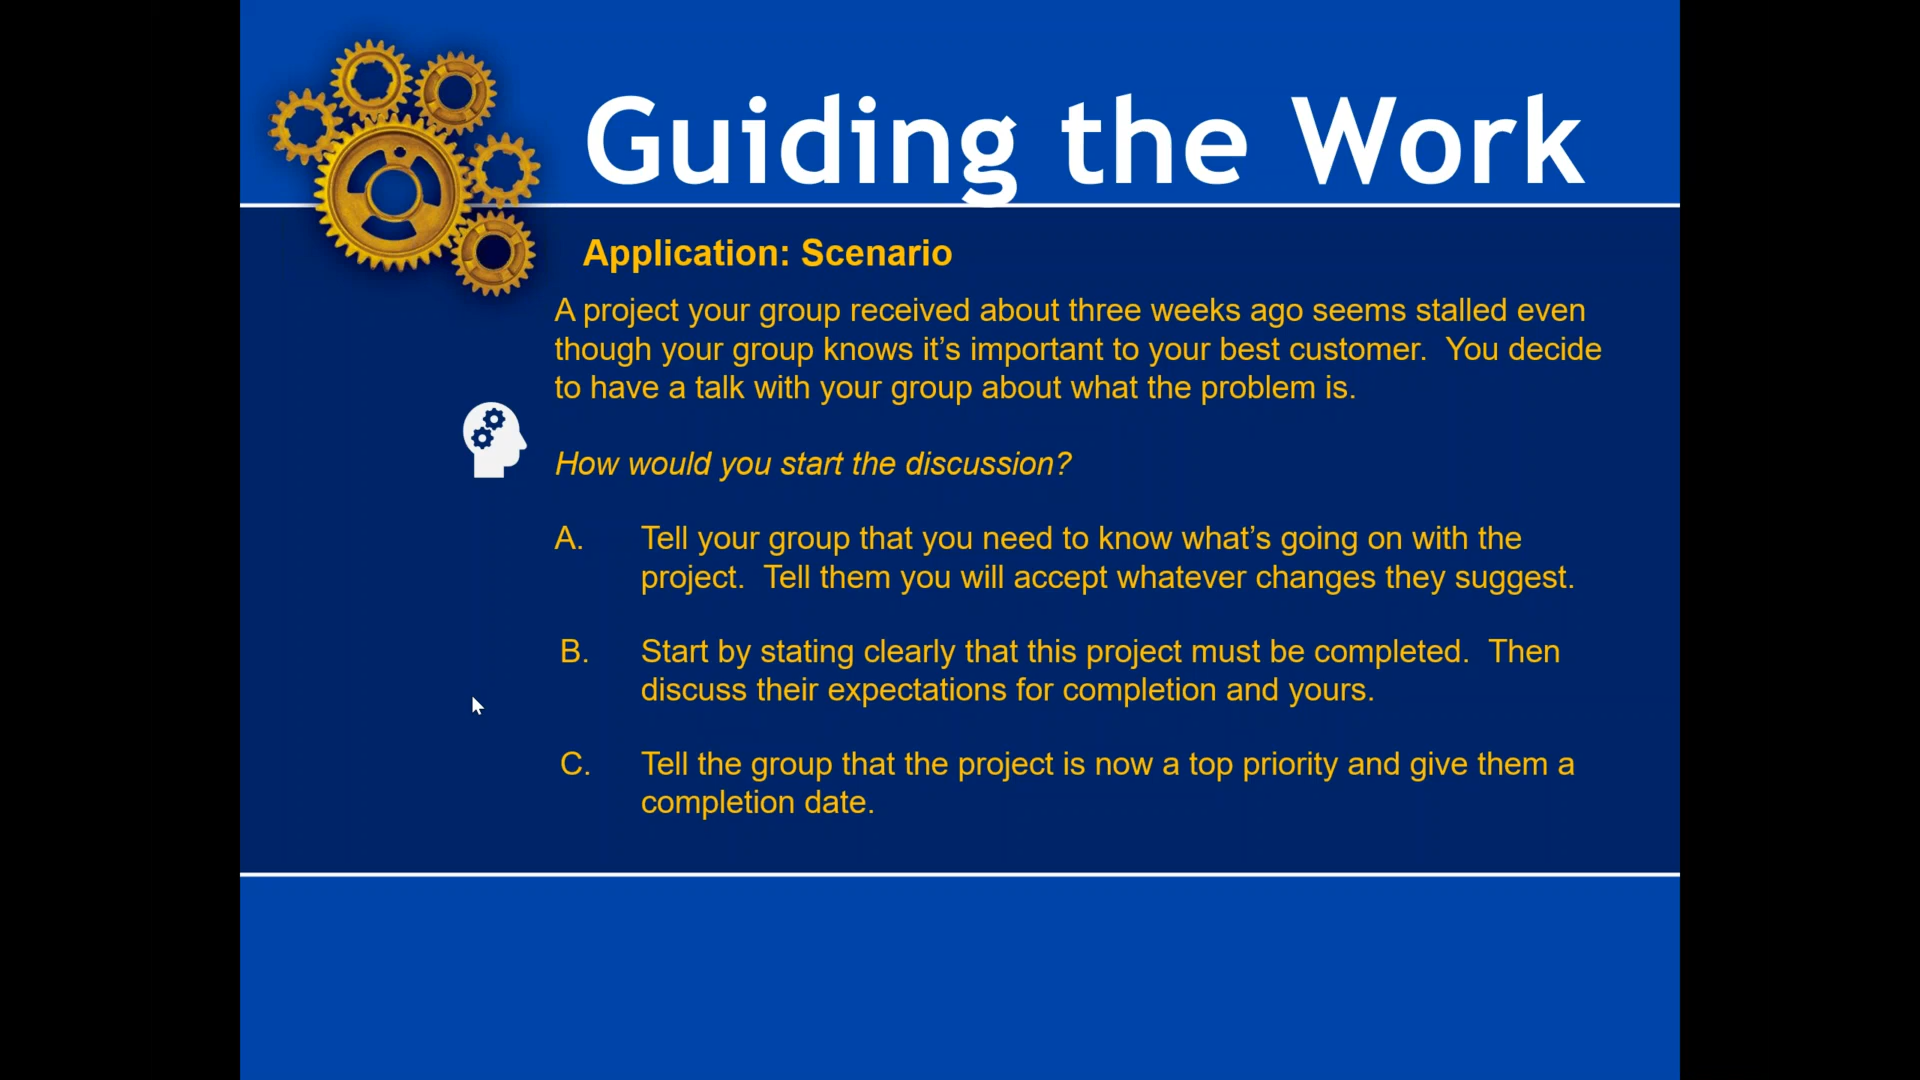 Guiding the Work
Application: Scenario
A project your group received about three weeks ago seems stalled even
though your group knows it’s important to your best customer.  You decide
to have a talk with your group about what the problem is.
How would you start the discussion?
A. Tell your group that you need to know what’s going on with the
project.  Tell them you will accept whatever changes they suggest.
B. Start by stating clearly that this project must be completed.  Then
discuss their expectations for completion and yours.
C. Tell the group that the project is now a top priority and give them a
completion date.